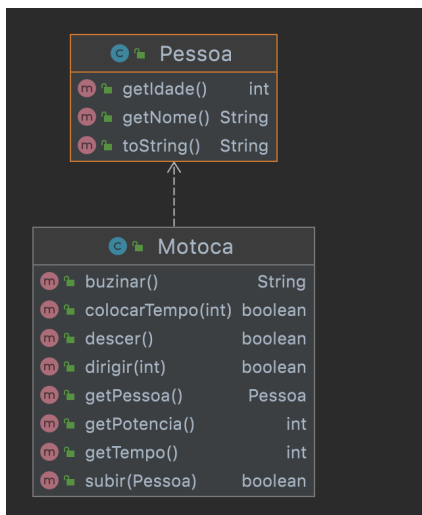 Pessoa
getIdade() int
getNome() String
toString() String
Motoca
buzinar() String
colocarTempo(int) boolean
descer() boolean
dirigir(int) boolean
getPessoa() Pessoa
getPotencia() int
getTempo() int
subir(Pessoa) boolean